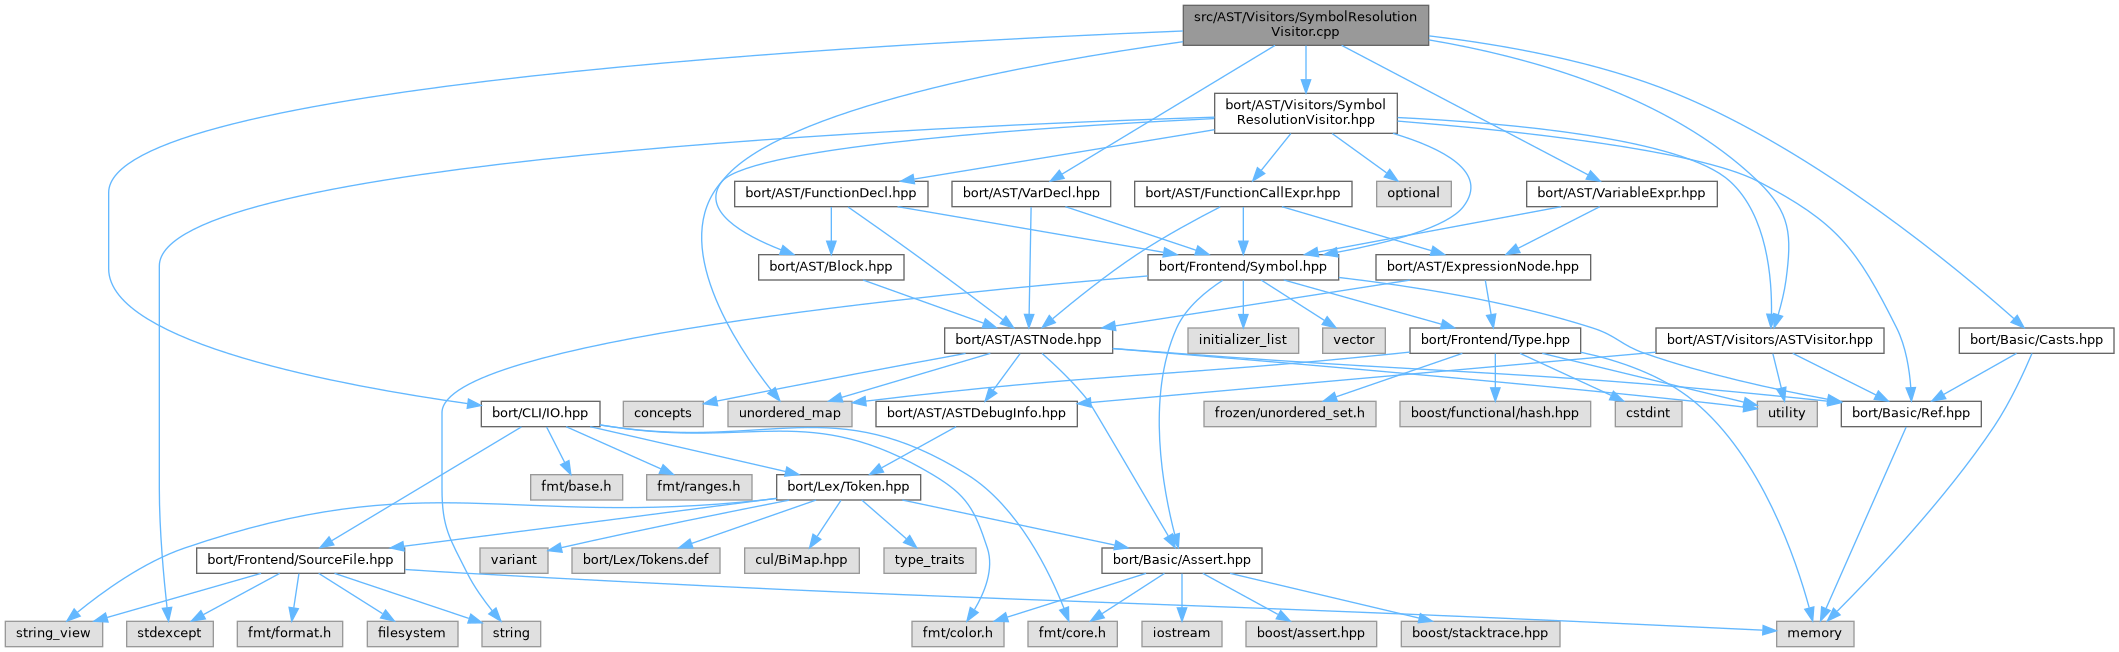 src/AST/Visitors/SymbolResolution
Visitor.cpp
bort/AST/Visitors/Symbol
ResolutionVisitor.hpp
bort/AST/FunctionDecl.hpp
bort/AST/VarDecl.hpp
bort/AST/FunctionCallExpr.hpp
optional
bort/AST/VariableExpr.hpp
bort/AST/Block.hpp
bort/Frontend/Symbol.hpp
bort/AST/ExpressionNode.hpp
bort/AST/ASTNode.hpp
initializer_list
vector
bort/Frontend/Type.hpp
bort/AST/Visitors/ASTVisitor.hpp
bort/Basic/Casts.hpp
bort/CLI/IO.hpp
concepts
unordered_map
bort/AST/ASTDebugInfo.hpp
frozen/unordered_set.h
boost/functional/hash.hpp
cstdint
utility
bort/Basic/Ref.hpp
fmt/base.h
fmt/ranges.h
bort/Lex/Token.hpp
bort/Frontend/SourceFile.hpp
variant
bort/Lex/Tokens.def
cul/BiMap.hpp
type_traits
bort/Basic/Assert.hpp
string_view
stdexcept
fmt/format.h
filesystem
string
fmt/color.h
fmt/core.h
iostream
boost/assert.hpp
boost/stacktrace.hpp
memory